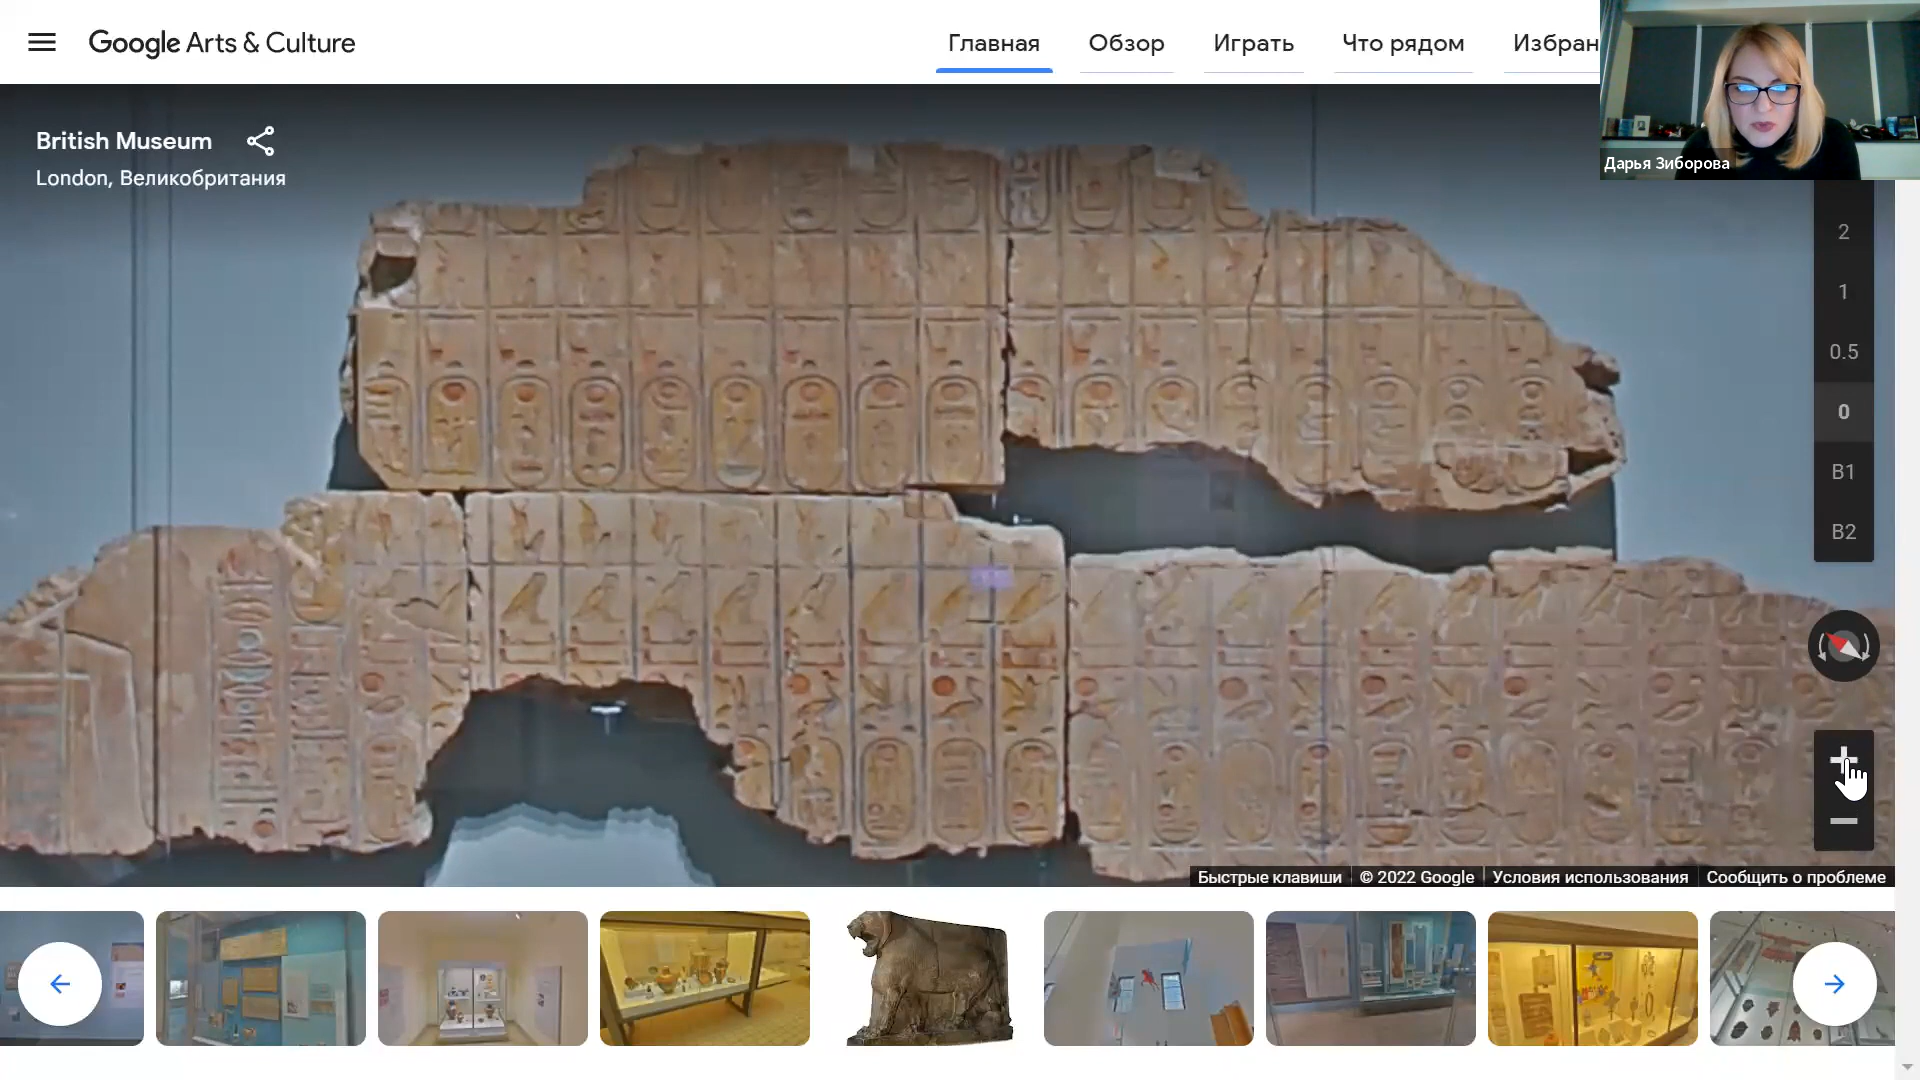 Google Arts & Culture
Главная Обзор Играть Что рядом Избран
British Museum
London, Великобритания
Дарья Зиборова
2
1
0.5
0
B1
B2
Быстрые клавиши © 2022 Google Условия использования Сообщить о проблеме